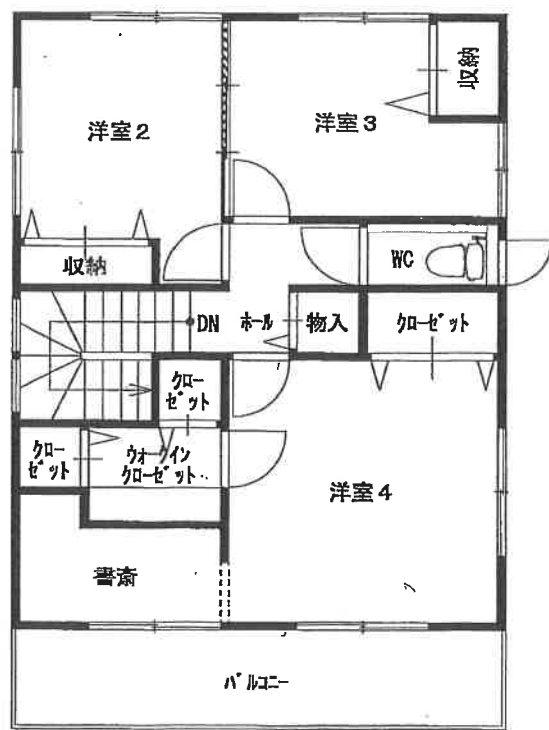 収納
洋室3
洋室2
収納
WC
DN
ホール
物入
クローゼット
クロー
ゼット
クロー
ゼット
ウォークイン
クローゼット
洋室4
書斎
バルコニー